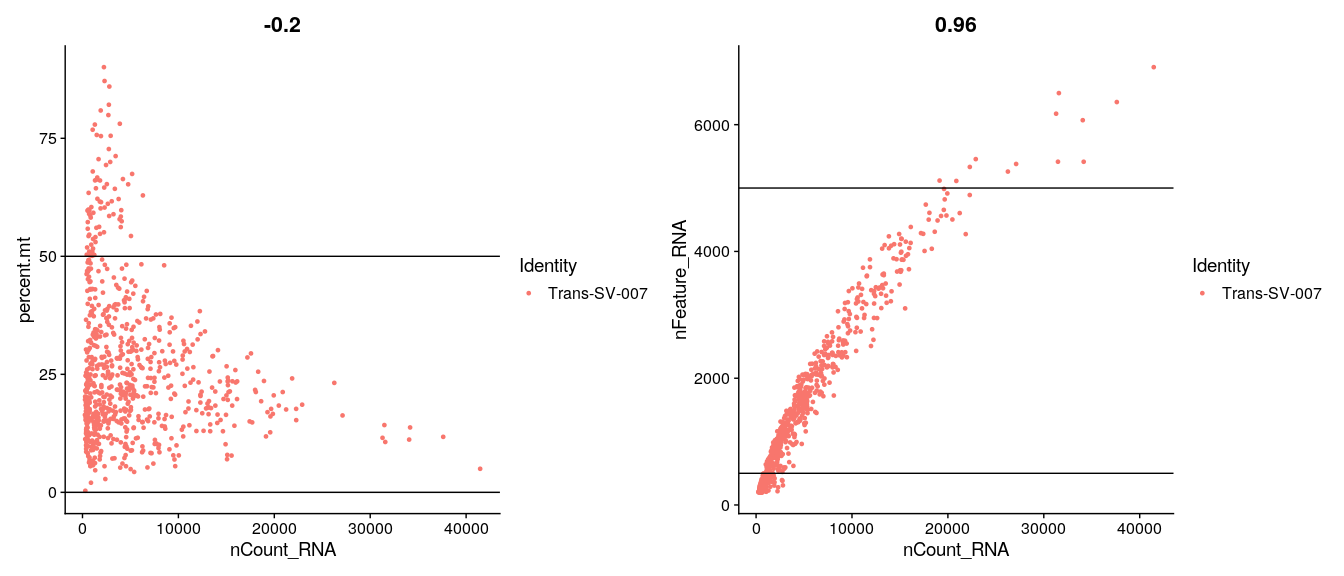 -0.2
percent.mt
75
50
25
0
0 10000 20000 30000 40000
nCount_RNA
Identity
Trans-SV-007
0.96
nFeature_RNA
6000
4000
2000
0
0 10000 20000 30000 40000
nCount_RNA
Identity
Trans-SV-007